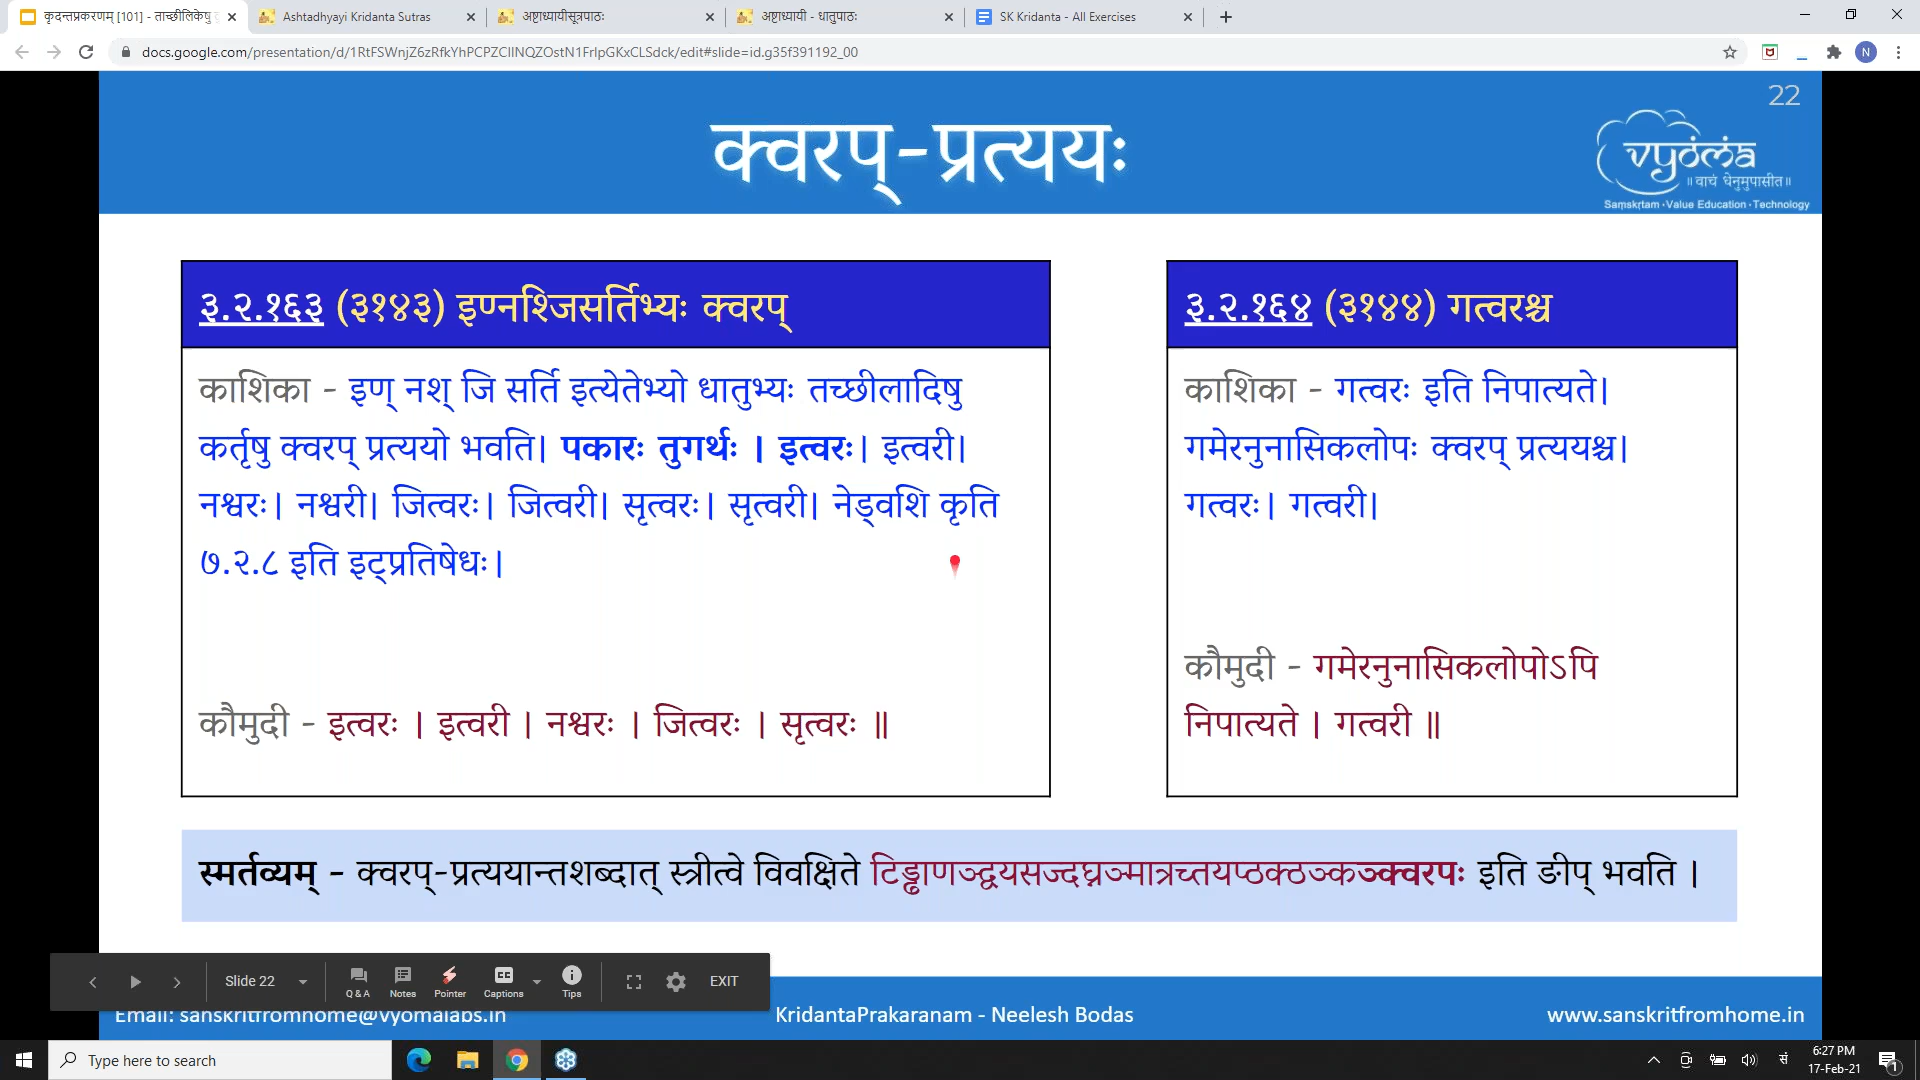 कृदन्तप्रकरणम् [101] - ताच्छीलिकेषु
Ashtadhyayi Kridanta Sutras
अष्टाध्यायीसूत्रपाठः
अष्टाध्यायी - धातुपाठः
SK Kridanta - All Exercises
docs.google.com/presentation/d/1RtFSWnjZ6zRfkYhPCPZCIlNQZOstN1FrlpGKxCLSdck/edit#slide=id.g35f391192_00
N
22
क्वरप्-प्रत्ययः
vyoma
॥ वाचं धेनुमुपासीत॥
Saṃskṛtam •Value Education •Technology
३.२.१६३ (३१४३) इण्नश्जिसर्तिभ्यः क्वरप्
काशिका - इण् नश् जि सर्ति इत्येतेभ्यो धातुभ्यः तच्छीलादिषु
कर्तृषु क्वरप् प्रत्ययो भवति। पकारः तुगर्थः । इत्वरः। इत्वरी।
नश्वरः। नश्वरी। जित्वरः। जित्वरी। सृत्वरः। सृत्वरी। नेड्वशि कृति
७.२.८ इति इट्प्रतिषेधः।
कौमुदी - इत्वरः । इत्वरी । नश्वरः । जित्वरः । सृत्वरः ॥
३.२.१६४ (३१४४) गत्वरश्च
काशिका - गत्वरः इति निपात्यते।
गमेरनुनासिकलोपः क्वरप् प्रत्ययश्च।
गत्वरः। गत्वरी।
कौमुदी - गमेरनुनासिकलोपोऽपि
निपात्यते । गत्वरी ॥
स्मर्तव्यम् - क्वरप्-प्रत्ययान्तशब्दात् स्त्रीत्वे विवक्षिते टिड्ढाणञ्द्वयसज्दघ्नञ्मात्रच्तयप्ठक्ठञ्कञ्क्वरपः इति ङीप् भवति ।
Slide 22
Q & A
Notes
Pointer
Captions
Tips
EXIT
Email: sanskritfromhome@vyomalabs.in
KridantaPrakaranam - Neelesh Bodas
www.sanskritfromhome.in
Type here to search
सं
6:27 PM
17-Feb-21
1